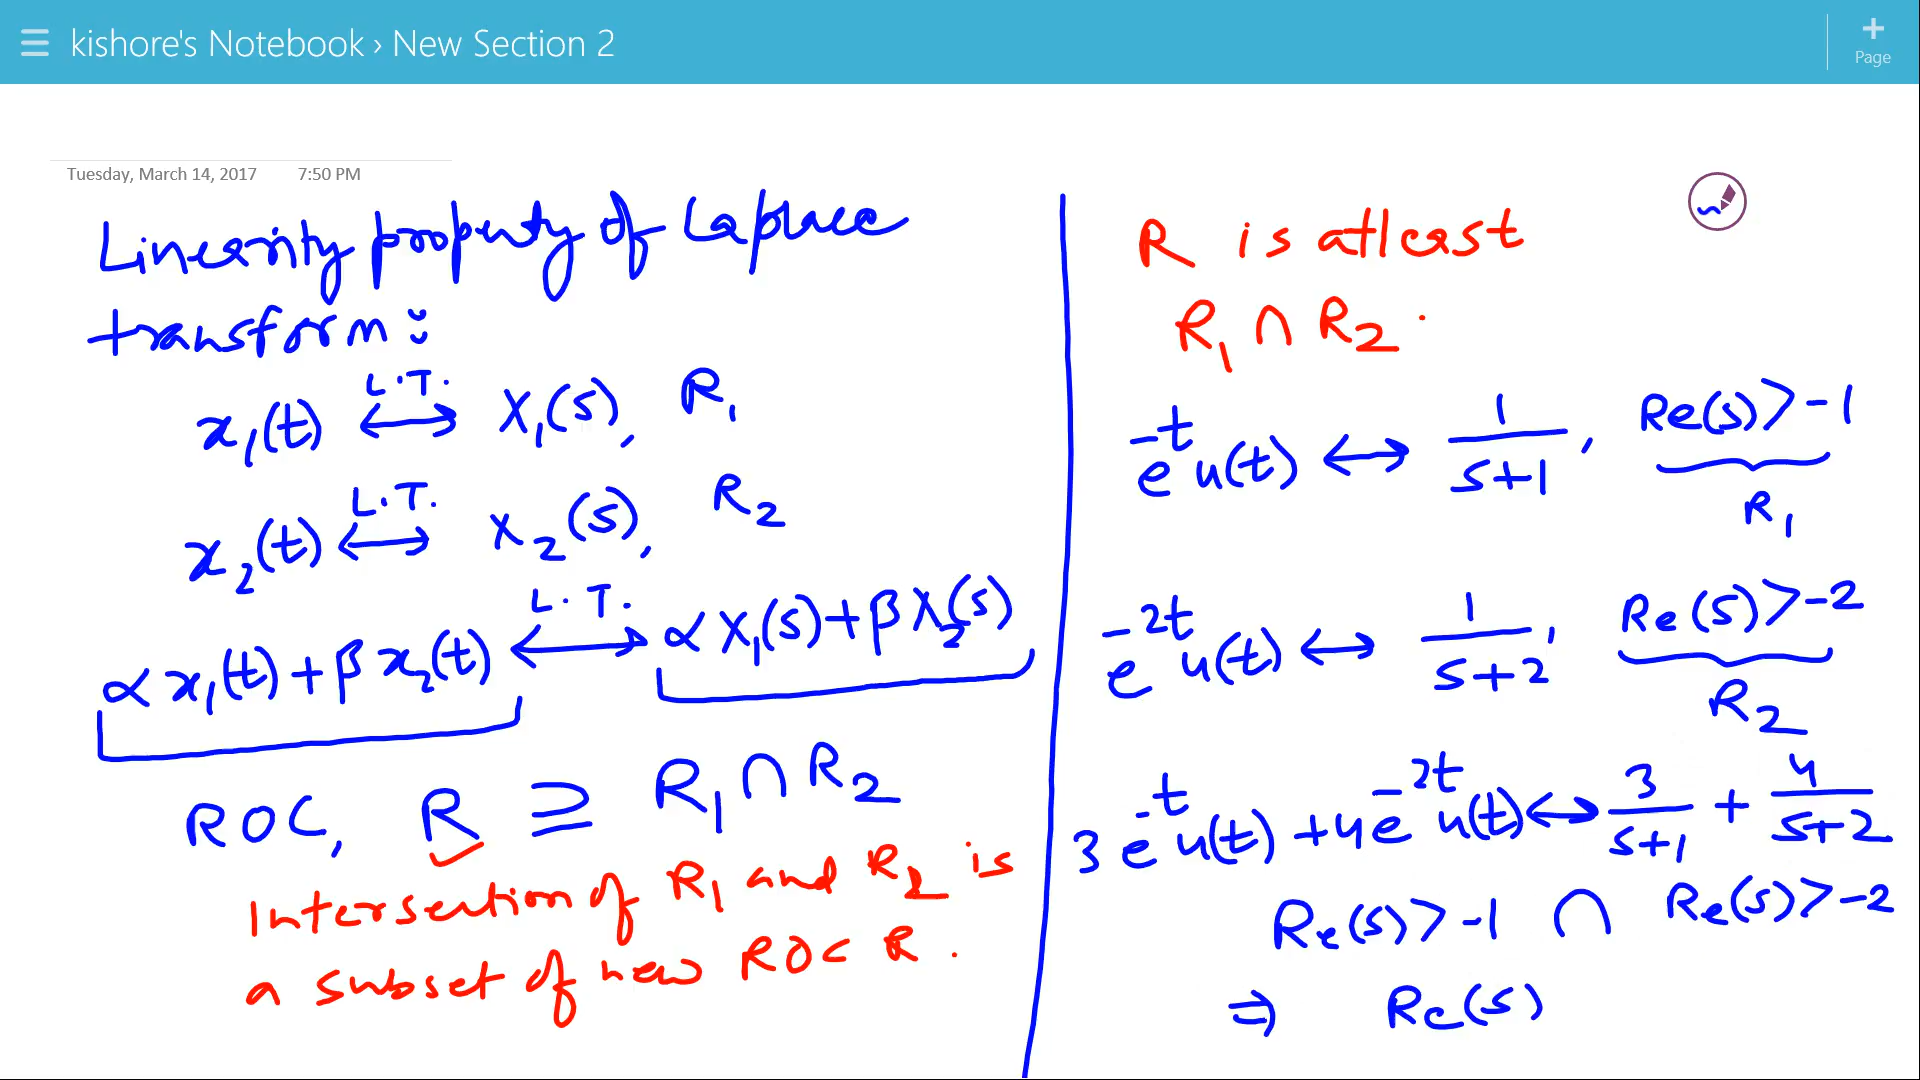 kishore's Notebook › New Section 2
Page
Tuesday, March 14, 2017 7:50 PM
Linearity property of Laplace
transform:
x₁(t) ⟷ X₁(s), R₁
L.T.
x₂(t) ⟷ X₂(s), R₂
L.T.
αx₁(t)+βx₂(t) ⟷ αX₁(s)+βX₂(s)
L.T.
ROC, R ⊇ R₁∩R₂
Intersection of R₁ and R₂ is
a subset of new ROC R.
R is atleast
R₁ ∩ R₂.
e^-t u(t) ⟷ 1/(s+1), Re(s)>-1
R₁
e^-2t u(t) ⟷ 1/(s+2), Re(s)>-2
R₂
3e^-t u(t)+4e^-2t u(t) ⟷ 3/(s+1) + 4/(s+2)
Re(s)>-1 ∩ Re(s)>-2
⇒ Re(s)